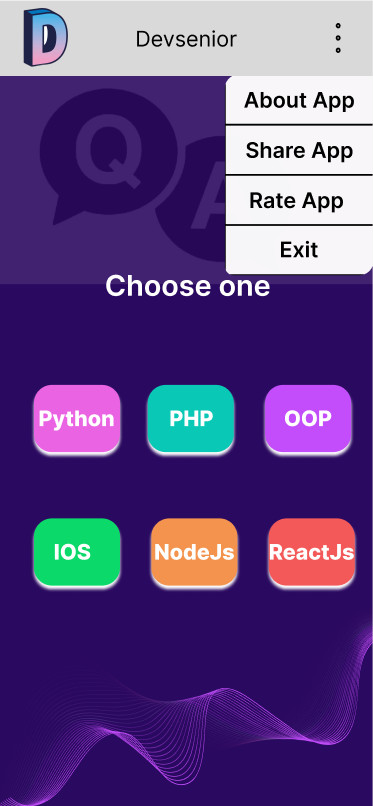 D
Devsenior
About App
Share App
Rate App
Exit
Q
A
Choose one
Python
PHP
OOP
IOS
NodeJs
ReactJs